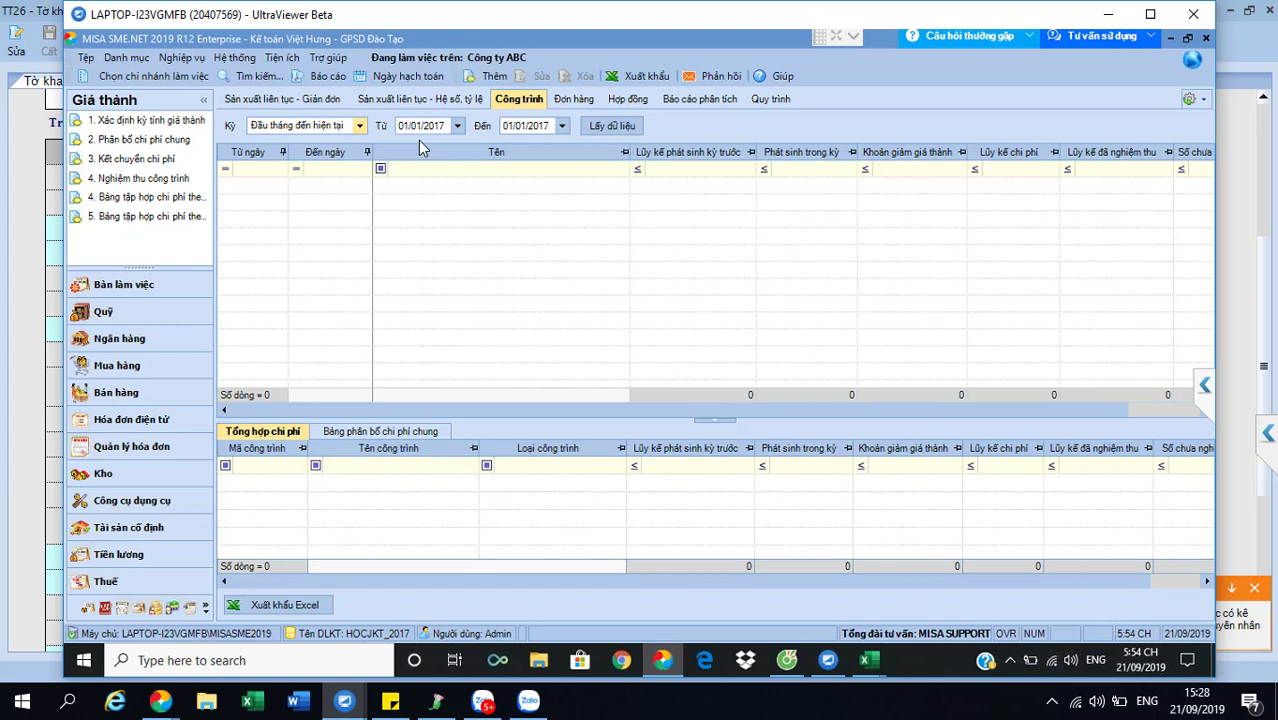 TT26 - Tờ
LAPTOP-I23VGMFB (20407569) - UltraViewer Beta
MISA SME.NET 2019 R12 Enterprise - Kế toán Việt Hưng - GPSD Đào Tạo
Câu hỏi thường gặp
Tư vấn sử dụng
Sửa
Cất
Tệp Danh mục Nghiệp vụ Hệ thống Tiện ích Trợ giúp Đang làm việc trên: Công ty ABC
Chọn chi nhánh làm việc Tìm kiếm... Báo cáo Ngày hạch toán Thêm Sửa Xóa Xuất khẩu Phản hồi Giúp
Tờ kha
Giá thành
Sản xuất liên tục - Giản đơn Sản xuất liên tục - Hệ số, tỷ lệ Công trình Đơn hàng Hợp đồng Báo cáo phân tích Quy trình
Kỳ Đầu tháng đến hiện tại Từ 01/01/2017 Đến 01/01/2017 Lấy dữ liệu
1. Xác định kỳ tính giá thành
2. Phân bổ chi phí chung
3. Kết chuyển chi phí
4. Nghiệm thu công trình
4. Bảng tập hợp chi phí the...
5. Bảng tập hợp chi phí the...
Từ ngày Đến ngày Tên Lũy kế phát sinh kỳ trước Phát sinh trong kỳ Khoản giảm giá thành Lũy kế chi phí Lũy kế đã nghiệm thu Số chưa
= = ≤ ≤ ≤ ≤ ≤ ≤
Bàn làm việc
Quỹ
Ngân hàng
Mua hàng
Bán hàng
Hóa đơn điện tử
Quản lý hóa đơn
Kho
Công cụ dụng cụ
Tài sản cố định
Tiền lương
Thuế
Số dòng = 0 0 0 0 0 0
Tổng hợp chi phí Bảng phân bổ chi phí chung
Mã công trình Tên công trình Loại công trình Lũy kế phát sinh kỳ trước Phát sinh trong kỳ Khoản giảm giá thành Lũy kế chi phí Lũy kế đã nghiệm thu Số chưa nghi
≤ ≤ ≤ ≤ ≤ ≤
Số dòng = 0 0 0 0 0 0
Xuất khẩu Excel
Máy chủ: LAPTOP-I23VGMFB\MISASME2019 Tên DLKT: HOCJKT_2017 Người dùng: Admin Tổng đài tư vấn: MISA SUPPORT OVR NUM 5:54 CH 21/09/2019
Type here to search
ENG
5:54 CH
21/09/2019
ợc có kê
uyên nhân
5+
ENG
15:28
21/09/2019
7